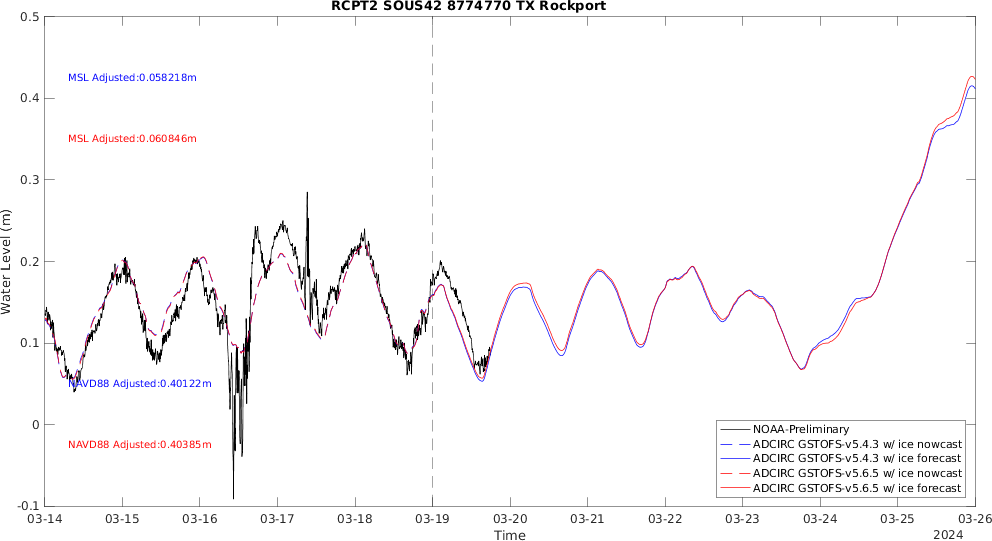 RCPT2 SOUS42 8774770 TX Rockport
0.5
0.4
0.3
0.2
0.1
0
-0.1
Water Level (m)
MSL Adjusted:0.058218m
MSL Adjusted:0.060846m
NAVD88 Adjusted:0.40122m
NAVD88 Adjusted:0.40385m
NOAA-Preliminary
ADCIRC GSTOFS-v5.4.3 w/ ice nowcast
ADCIRC GSTOFS-v5.4.3 w/ ice forecast
ADCIRC GSTOFS-v5.6.5 w/ ice nowcast
ADCIRC GSTOFS-v5.6.5 w/ ice forecast
03-14 03-15 03-16 03-17 03-18 03-19 03-20 03-21 03-22 03-23 03-24 03-25 03-26
Time
2024